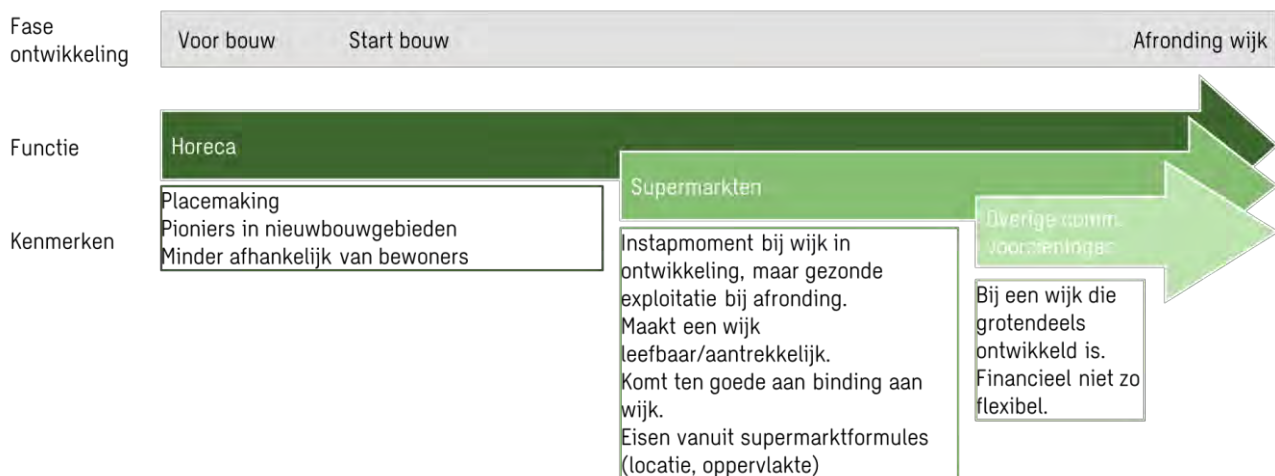 Fase
ontwikkeling
Voor bouw
Start bouw
Afronding wijk
Functie
Horeca
Supermarkten
Overige comm.
voorzieningen
Kenmerken
Placemaking
Pioniers in nieuwbouwgebieden
Minder afhankelijk van bewoners
Instapmoment bij wijk in
ontwikkeling, maar gezonde
exploitatie bij afronding.
Maakt een wijk
leefbaar/aantrekkelijk.
Komt ten goede aan binding aan
wijk.
Eisen vanuit supermarktformules
(locatie, oppervlakte)
Bij een wijk die
grotendeels
ontwikkeld is.
Financieel niet zo
flexibel.